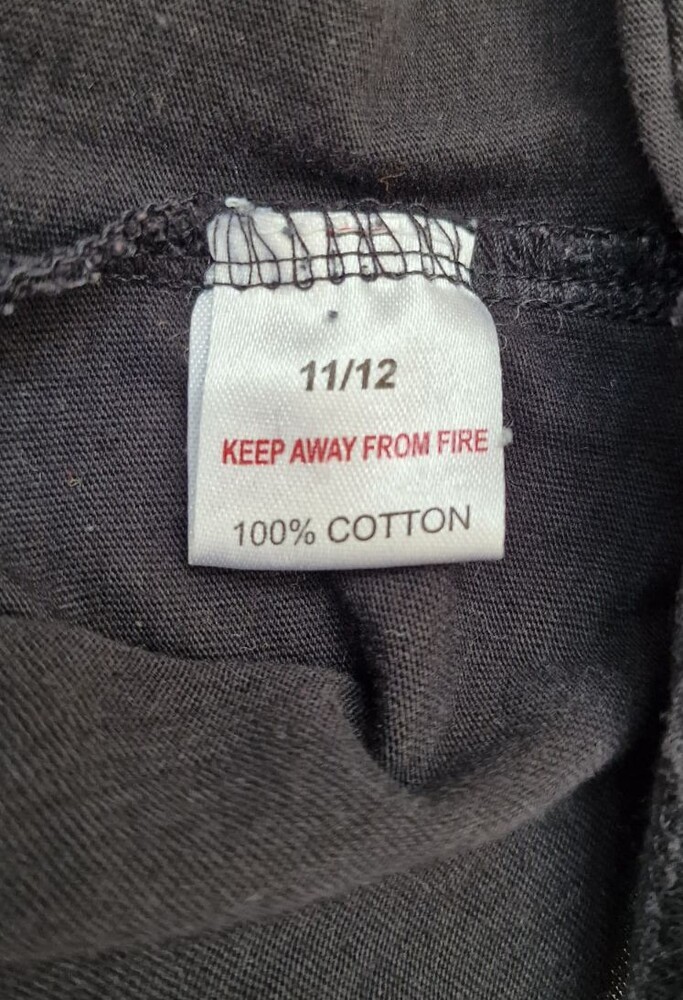 11/12
KEEP AWAY FROM FIRE
100% COTTON